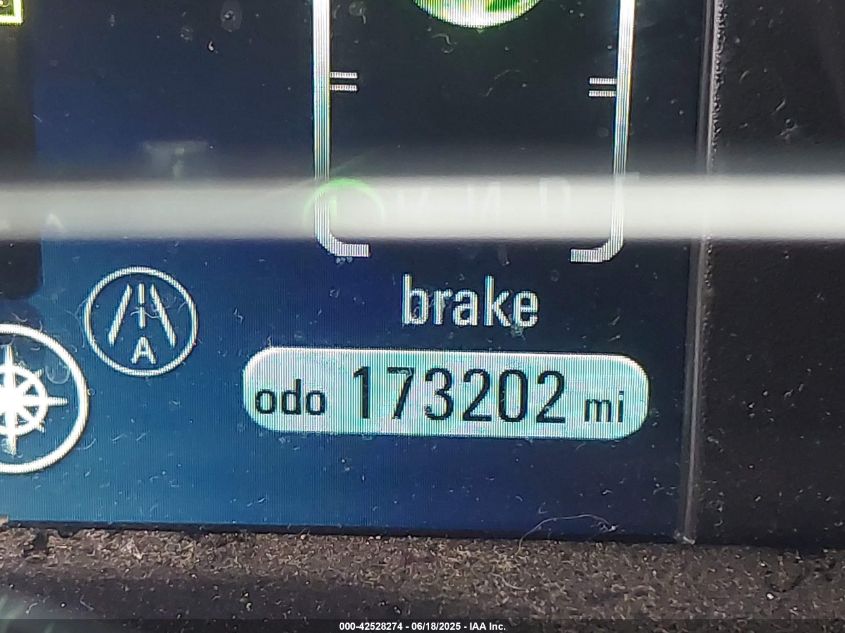 brake
A
odo 173202 mi
000-42528274 - 06/18/2025 - IAA Inc.